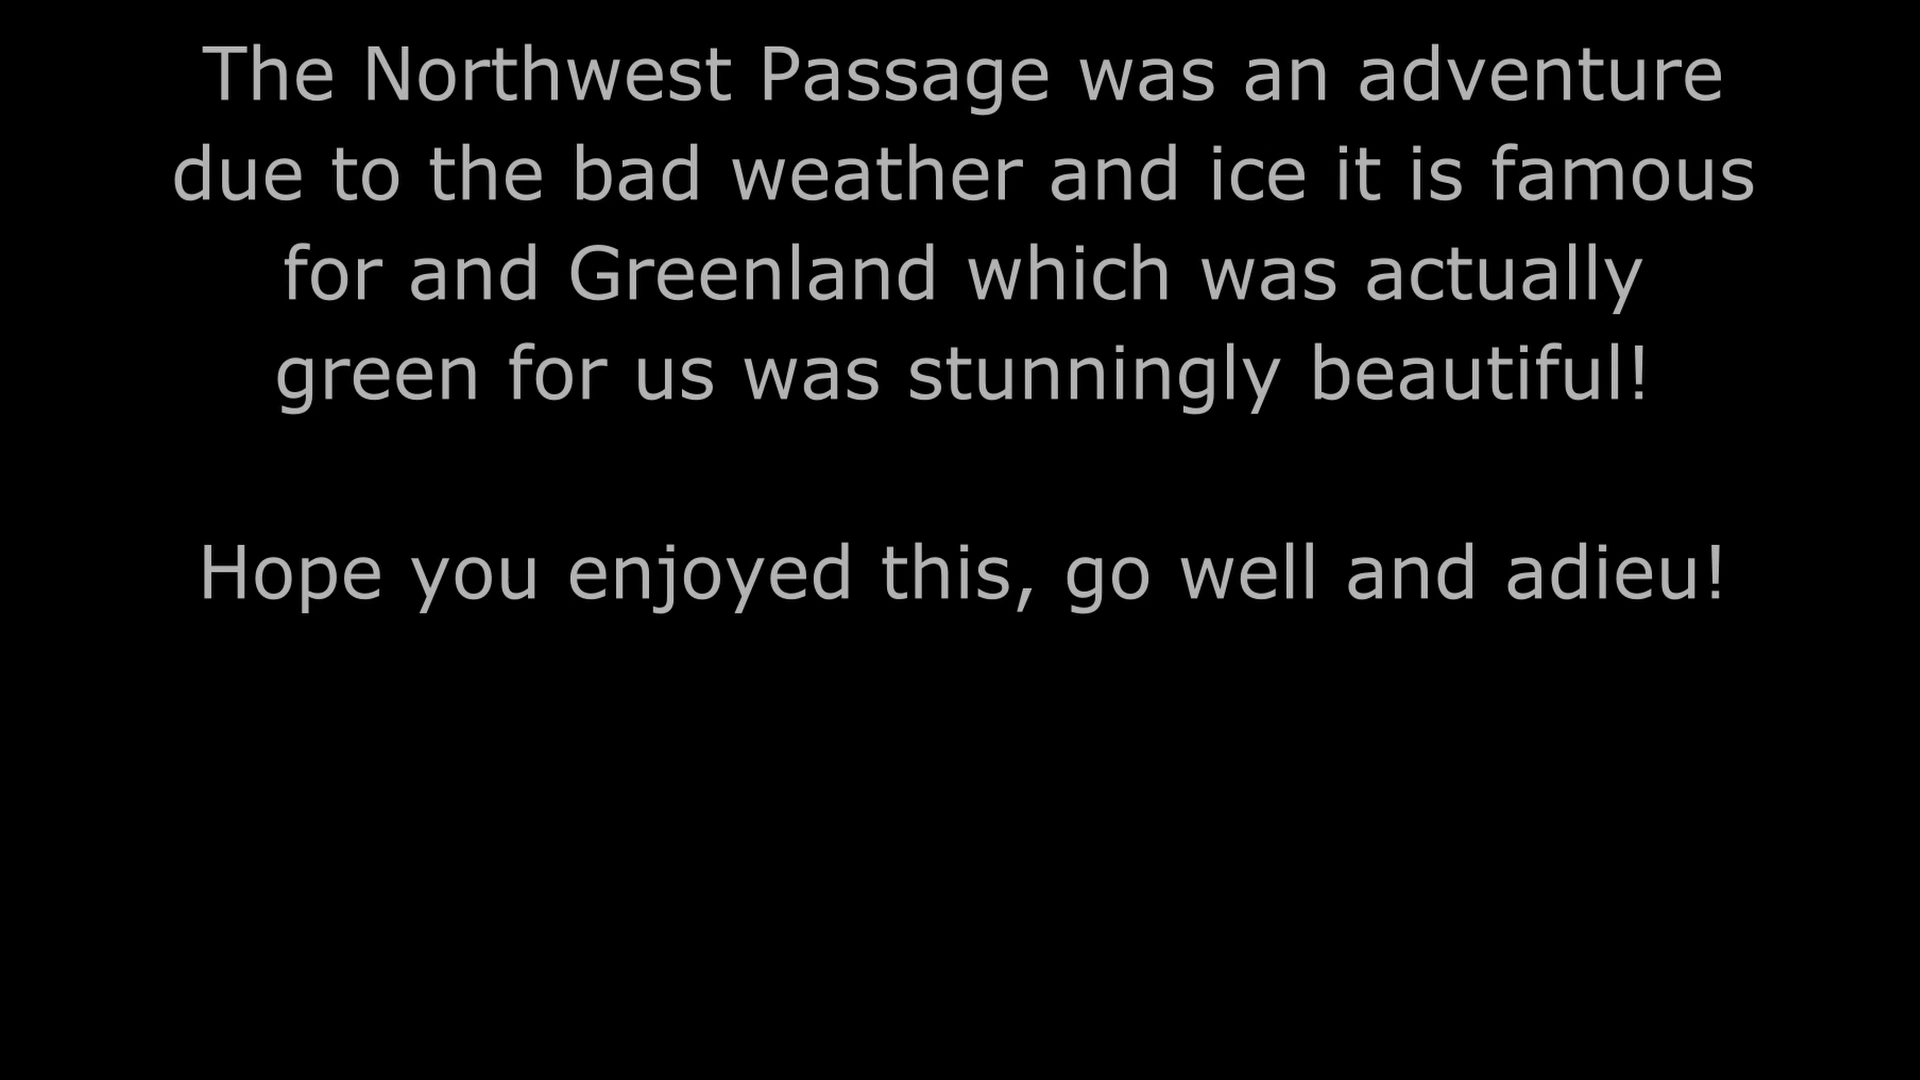 The Northwest Passage was an adventure
due to the bad weather and ice it is famous
for and Greenland which was actually
green for us was stunningly beautiful!
Hope you enjoyed this, go well and adieu!